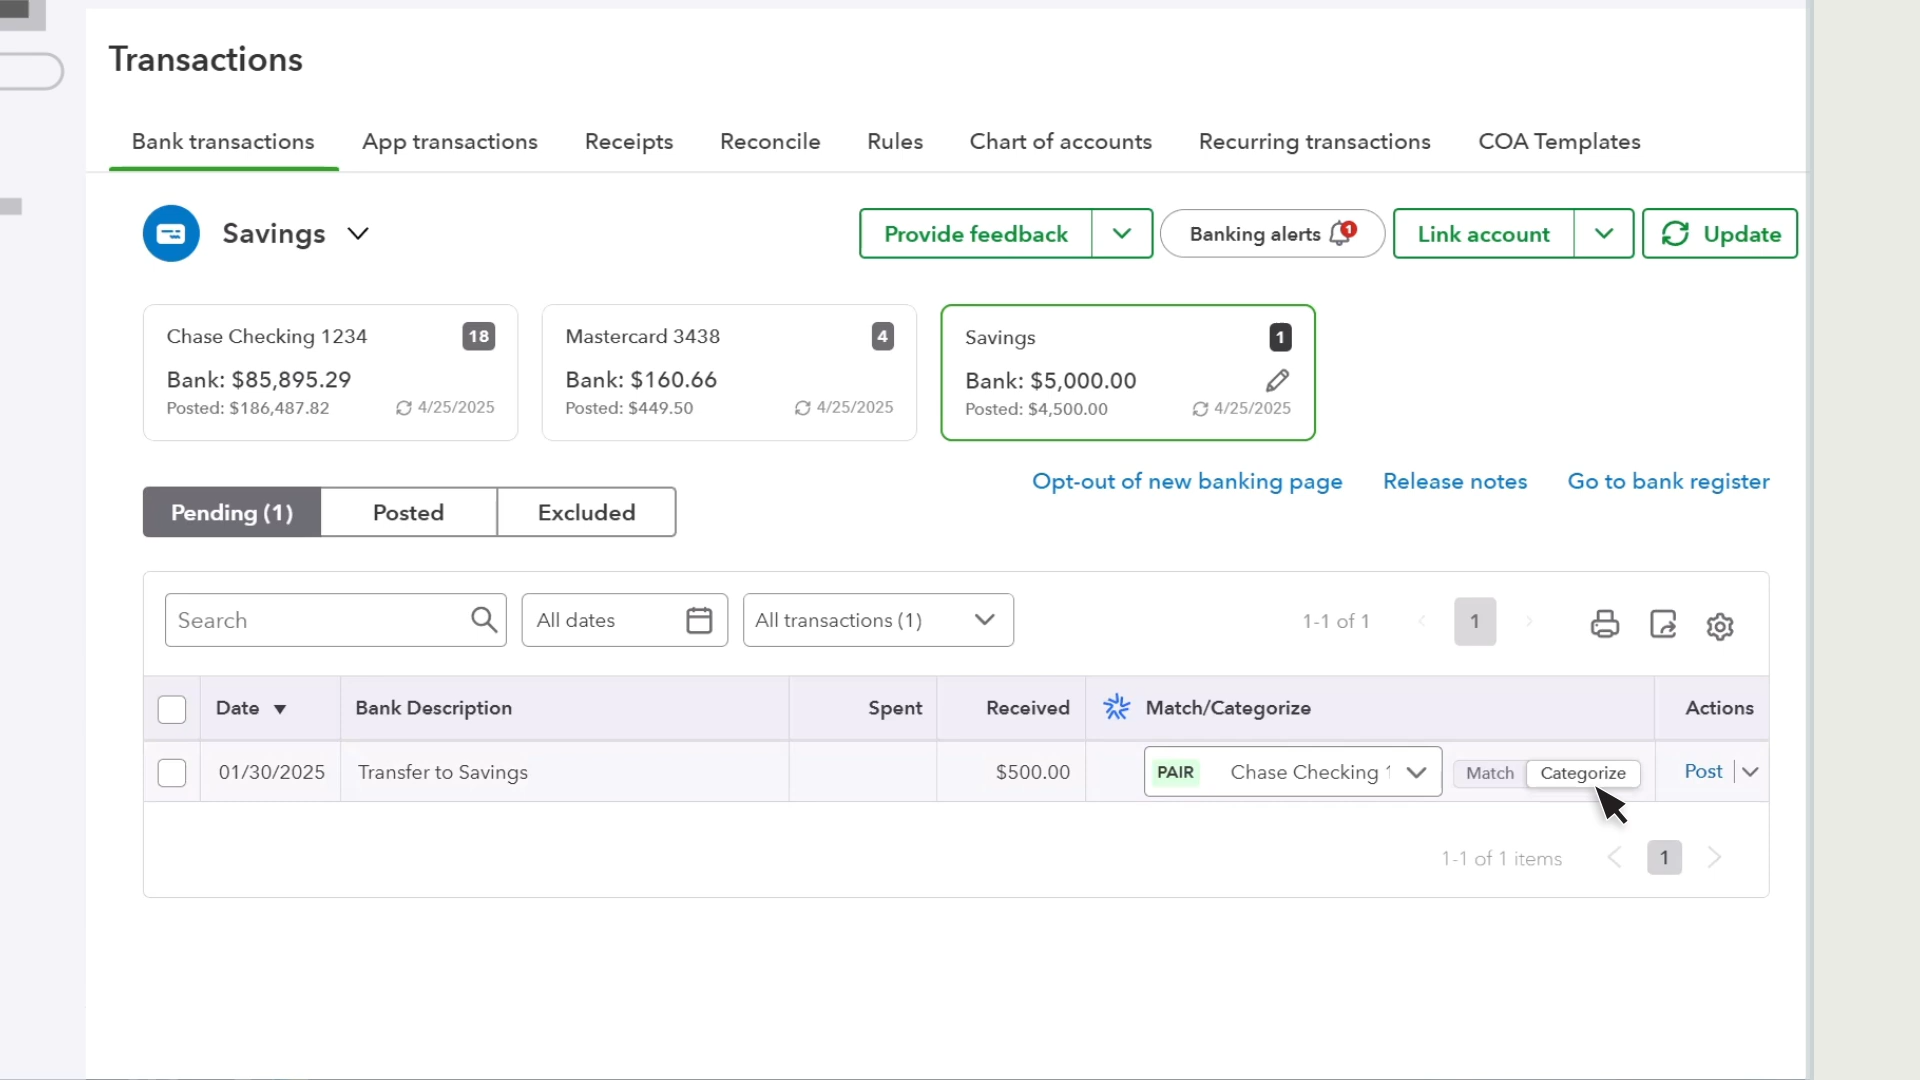 Transactions
Bank transactions App transactions Receipts Reconcile Rules Chart of accounts Recurring transactions COA Templates
Savings Provide feedback Banking alerts 1 Link account Update
Chase Checking 1234 18 Mastercard 3438 4 Savings 1
Bank: $85,895.29 Bank: $160.66 Bank: $5,000.00
Posted: $186,487.82 4/25/2025 Posted: $449.50 4/25/2025 Posted: $4,500.00 4/25/2025
Opt-out of new banking page Release notes Go to bank register
Pending (1) Posted Excluded
Search All dates All transactions (1) 1-1 of 1 1
Date Bank Description Spent Received Match/Categorize Actions
01/30/2025 Transfer to Savings $500.00 PAIR Chase Checking 1 Match Categorize Post
1-1 of 1 items 1